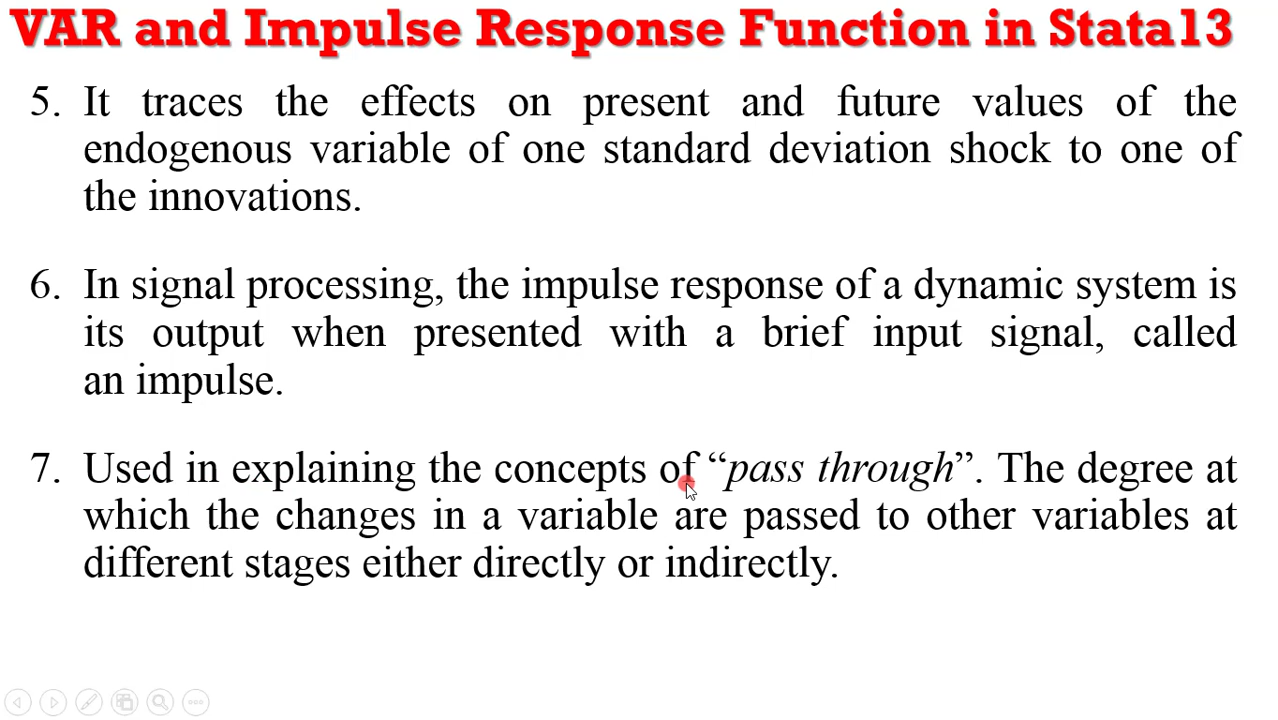 VAR and Impulse Response Function in Stata13
5. It traces the effects on present and future values of the
endogenous variable of one standard deviation shock to one of
the innovations.
6. In signal processing, the impulse response of a dynamic system is
its output when presented with a brief input signal, called
an impulse.
7. Used in explaining the concepts of “pass through”. The degree at
which the changes in a variable are passed to other variables at
different stages either directly or indirectly.